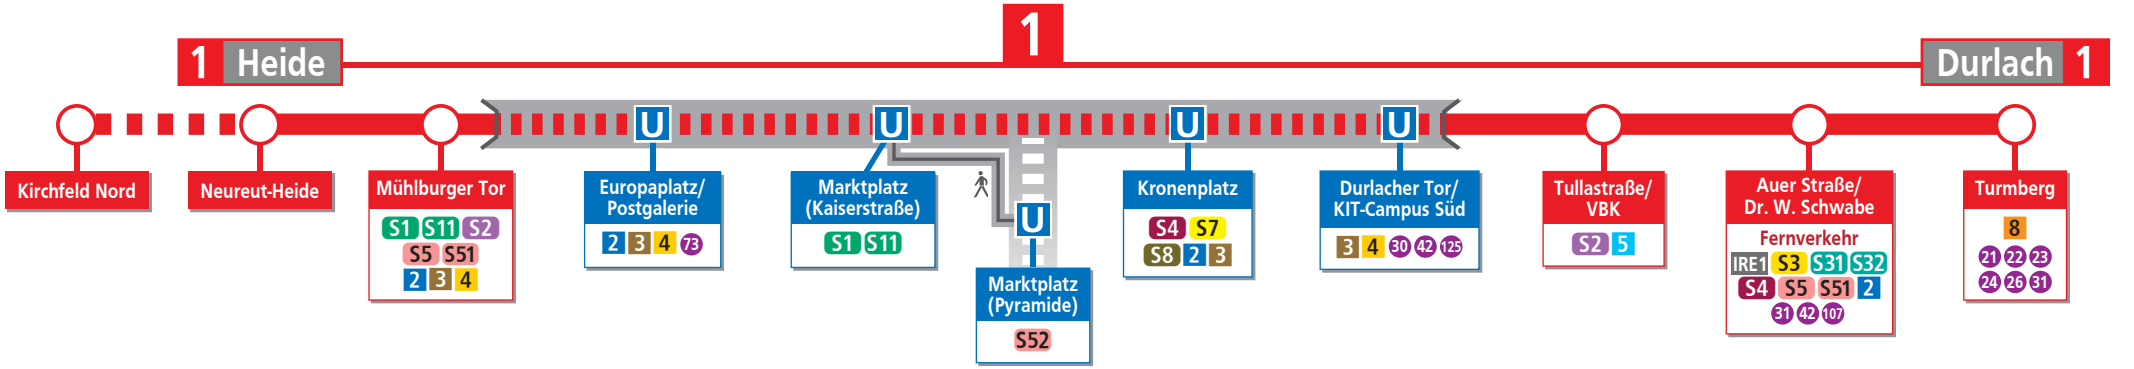 1
1 Heide
Durlach 1
U
U
U
U
Kirchfeld Nord
Neureut-Heide
Mühlburger Tor
S1 S11 S2
S5 S51
2 3 4
Europaplatz/
Postgalerie
2 3 4 73
Marktplatz
(Kaiserstraße)
S1 S11
U
Marktplatz
(Pyramide)
S52
Kronenplatz
S4 S7
S8 2 3
Durlacher Tor/
KIT-Campus Süd
3 4 30 42 125
Tullastraße/
VBK
S2 5
Auer Straße/
Dr. W. Schwabe
Fernverkehr
IRE1 S3 S31 S32
S4 S5 S51 2
31 42 107
Turmberg
8
21 22 23
24 26 31